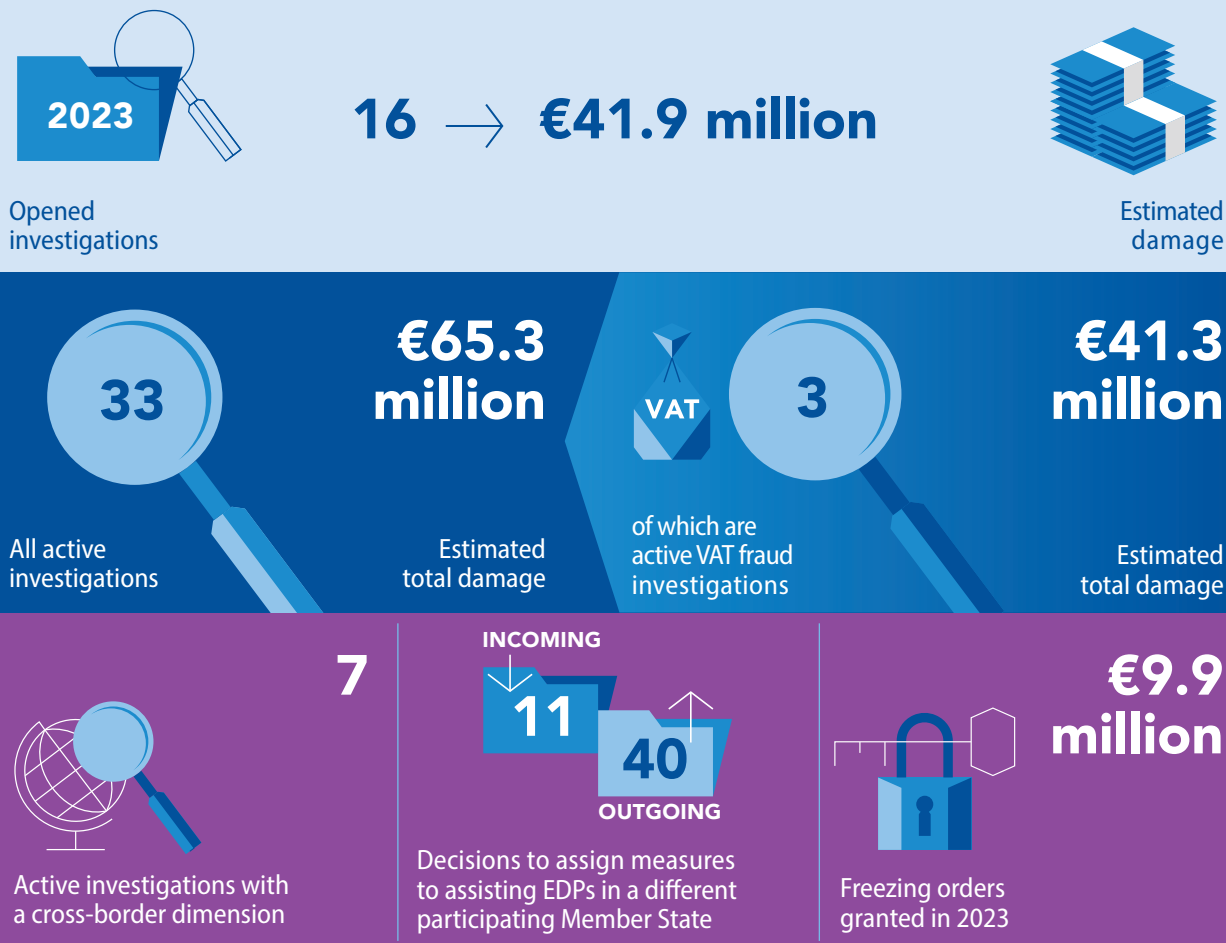 2023
16 → €41.9 million
Opened
investigations
Estimated
damage
33
€65.3
million
All active
investigations
Estimated
total damage
VAT
3
€41.3
million
of which are
active VAT fraud
investigations
Estimated
total damage
7
Active investigations with
a cross-border dimension
INCOMING
11
40
OUTGOING
Decisions to assign measures
to assisting EDPs in a different
participating Member State
€9.9
million
Freezing orders
granted in 2023